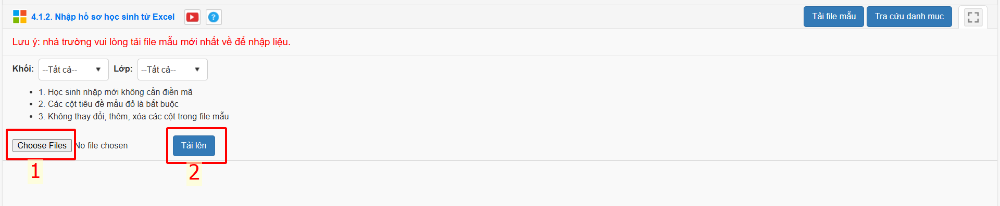 4.1.2. Nhập hồ sơ học sinh từ Excel ? Tải file mẫu Tra cứu danh mục
Lưu ý: nhà trường vui lòng tải file mẫu mới nhất về để nhập liệu.
Khối: --Tất cả-- Lớp: --Tất cả--
1. Học sinh nhập mới không cần điền mã
2. Các cột tiêu đề mầu đỏ là bắt buộc
3. Không thay đổi, thêm, xóa các cột trong file mẫu
Choose Files No file chosen Tải lên
1 2